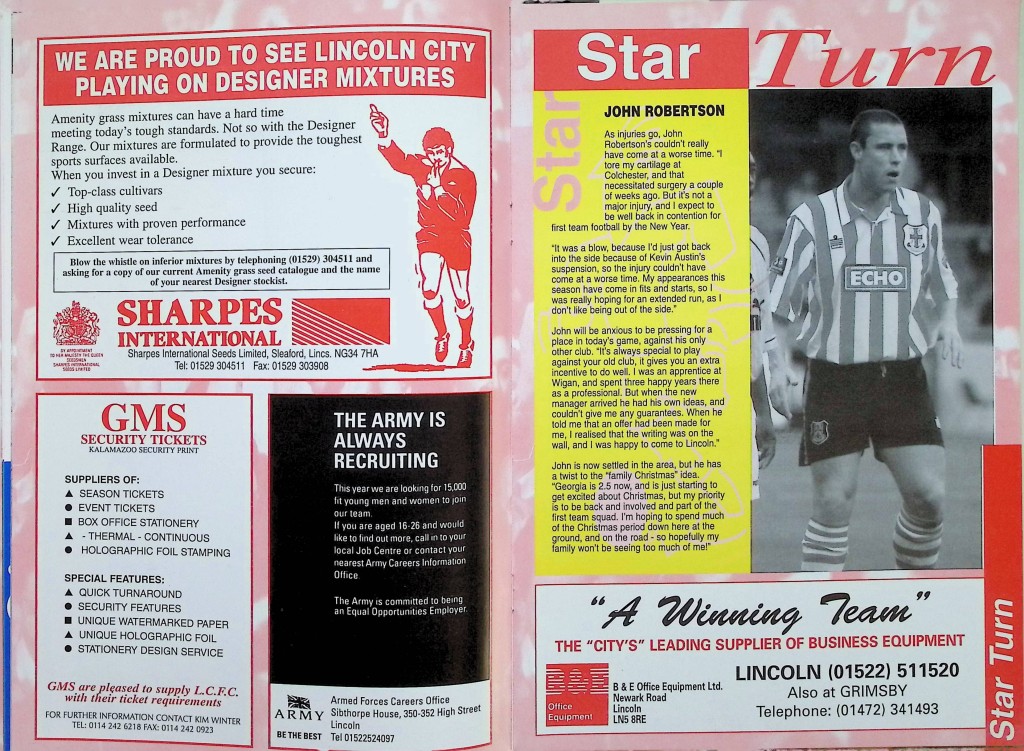 WE ARE PROUD TO SEE LINCOLN CITY
PLAYING ON DESIGNER MIXTURES
Amenity grass mixtures can have a hard time
meeting today's tough standards. Not so with the Designer
Range. Our mixtures are formulated to provide the toughest
sports surfaces available.
When you invest in a Designer mixture you secure:
✓ Top-class cultivars
✓ High quality seed
✓ Mixtures with proven performance
✓ Excellent wear tolerance
Blow the whistle on inferior mixtures by telephoning (01529) 304511 and
asking for a copy of our current Amenity grass seed catalogue and the name
of your nearest Designer stockist.
BY APPOINTMENT
TO HER MAJESTY THE QUEEN
SEEDSMEN
SHARPES INTERNATIONAL
SEEDS LIMITED
SHARPES
INTERNATIONAL
Sharpes International Seeds Limited, Sleaford, Lincs. NG34 7HA
Tel: 01529 304511 Fax: 01529 303908
GMS
SECURITY TICKETS
KALAMAZOO SECURITY PRINT
SUPPLIERS OF:
▲ SEASON TICKETS
● EVENT TICKETS
■ BOX OFFICE STATIONERY
▲ - THERMAL - CONTINUOUS
● HOLOGRAPHIC FOIL STAMPING
SPECIAL FEATURES:
▲ QUICK TURNAROUND
● SECURITY FEATURES
■ UNIQUE WATERMARKED PAPER
▲ UNIQUE HOLOGRAPHIC FOIL
● STATIONERY DESIGN SERVICE
GMS are pleased to supply L.C.F.C.
with their ticket requirements
FOR FURTHER INFORMATION CONTACT KIM WINTER
TEL: 0114 242 6218 FAX: 0114 242 0923
THE ARMY IS
ALWAYS
RECRUITING
This year we are looking for 15,000
fit young men and women to join
our team.
If you are aged 16-26 and would
like to find out more, call in to your
local Job Centre or contact your
nearest Army Careers Information
Office.
The Army is committed to being
an Equal Opportunities Employer.
ARMY
BE THE BEST
Armed Forces Careers Office
Sibthorpe House, 350-352 High Street
Lincoln
Tel 01522524097
Star Turn
Star
JOHN ROBERTSON
As injuries go, John
Robertson's couldn't really
have come at a worse time. "I
tore my cartilage at
Colchester, and that
necessitated surgery a couple
of weeks ago. But it's not a
major injury, and I expect to
be well back in contention for
first team football by the New Year.
"It was a blow, because I'd just got back
into the side because of Kevin Austin's
suspension, so the injury couldn't have
come at a worse time. My appearances this
season have come in fits and starts, so I
was really hoping for an extended run, as I
don't like being out of the side."
John will be anxious to be pressing for a
place in today's game, against his only
other club. "It's always special to play
against your old club, it gives you an extra
incentive to do well. I was an apprentice at
Wigan, and spent three happy years there
as a professional. But when the new
manager arrived he had his own ideas, and
couldn't give me any guarantees. When he
told me that an offer had been made for
me, I realised that the writing was on the
wall, and I was happy to come to Lincoln."
John is now settled in the area, but he has
a twist to the "family Christmas" idea.
"Georgia is 2.5 now, and is just starting to
get excited about Christmas, but my priority
is to be back and involved and part of the
first team squad. I'm hoping to spend much
of the Christmas period down here at the
ground, and on the road - so hopefully my
family won't be seeing too much of me!"
ECHO
"A Winning Team"
THE "CITY'S" LEADING SUPPLIER OF BUSINESS EQUIPMENT
B&E
Office
Equipment
B & E Office Equipment Ltd.
Newark Road
Lincoln
LN5 8RE
LINCOLN (01522) 511520
Also at GRIMSBY
Telephone: (01472) 341493
Star Turn